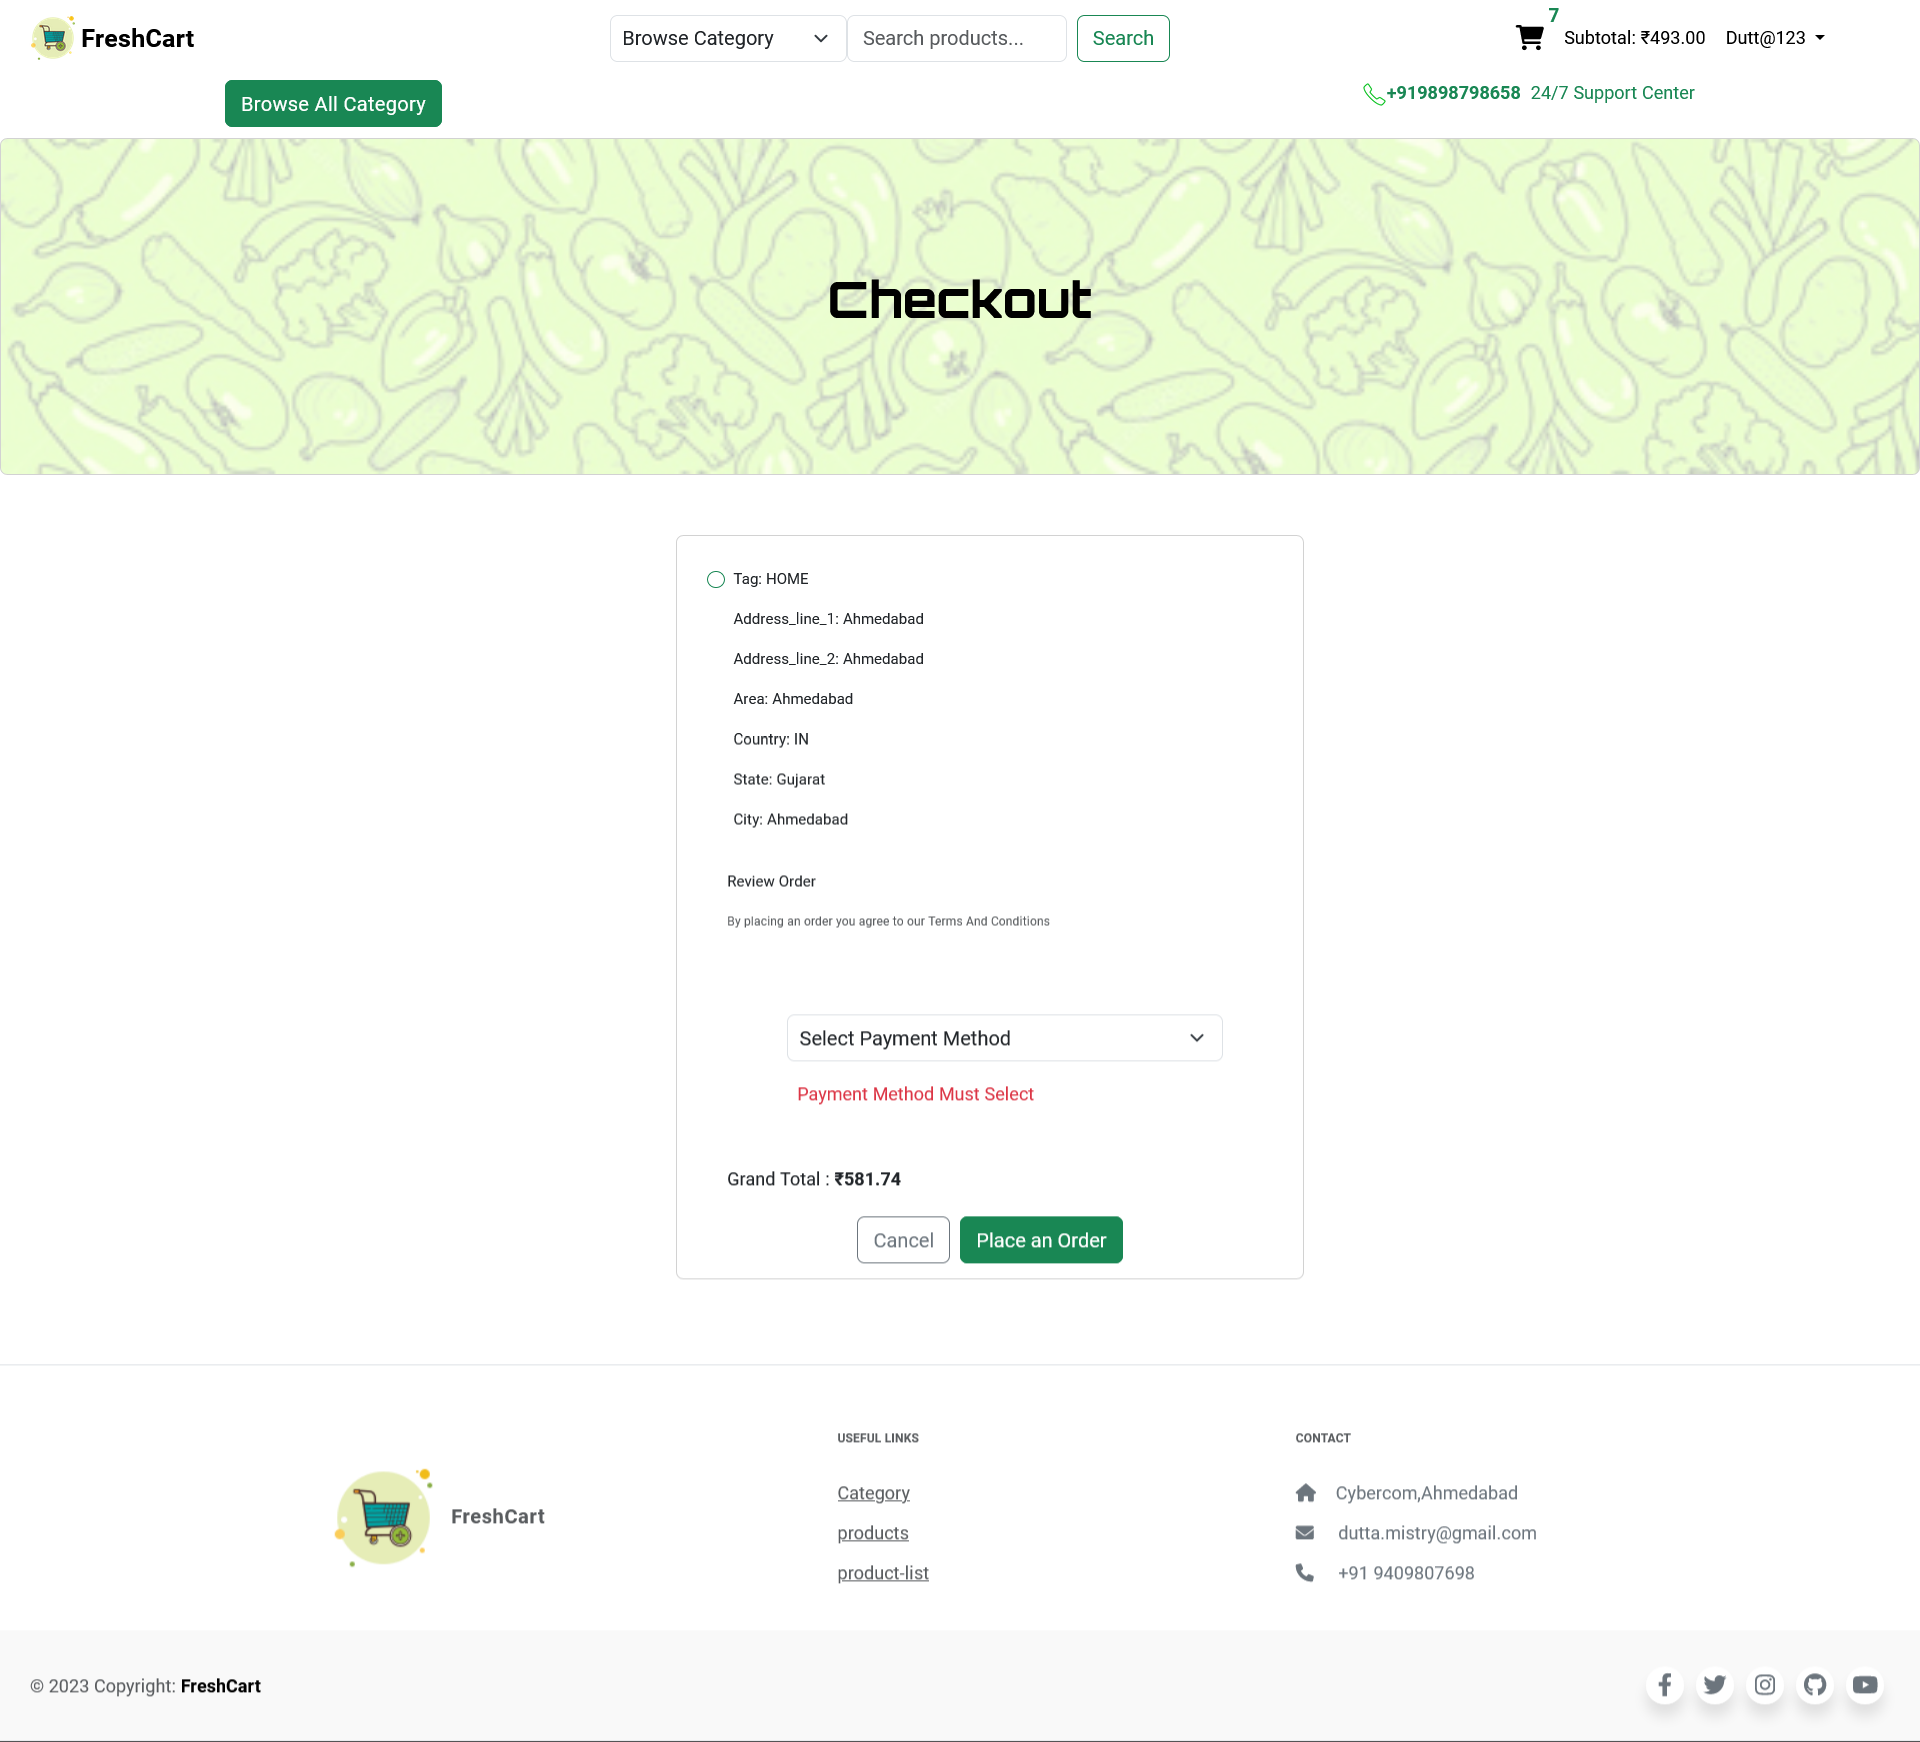 FreshCart
Browse Category
Search products...
Search
7
Subtotal: ₹493.00
Dutt@123
Browse All Category
+919898798658 24/7 Support Center
Checkout
Tag: HOME
Address_line_1: Ahmedabad
Address_line_2: Ahmedabad
Area: Ahmedabad
Country: IN
State: Gujarat
City: Ahmedabad
Review Order
By placing an order you agree to our Terms And Conditions
Select Payment Method
Payment Method Must Select
Grand Total : ₹581.74
Cancel
Place an Order
FreshCart
USEFUL LINKS
Category
products
product-list
CONTACT
Cybercom,Ahmedabad
dutta.mistry@gmail.com
+91 9409807698
© 2023 Copyright: FreshCart